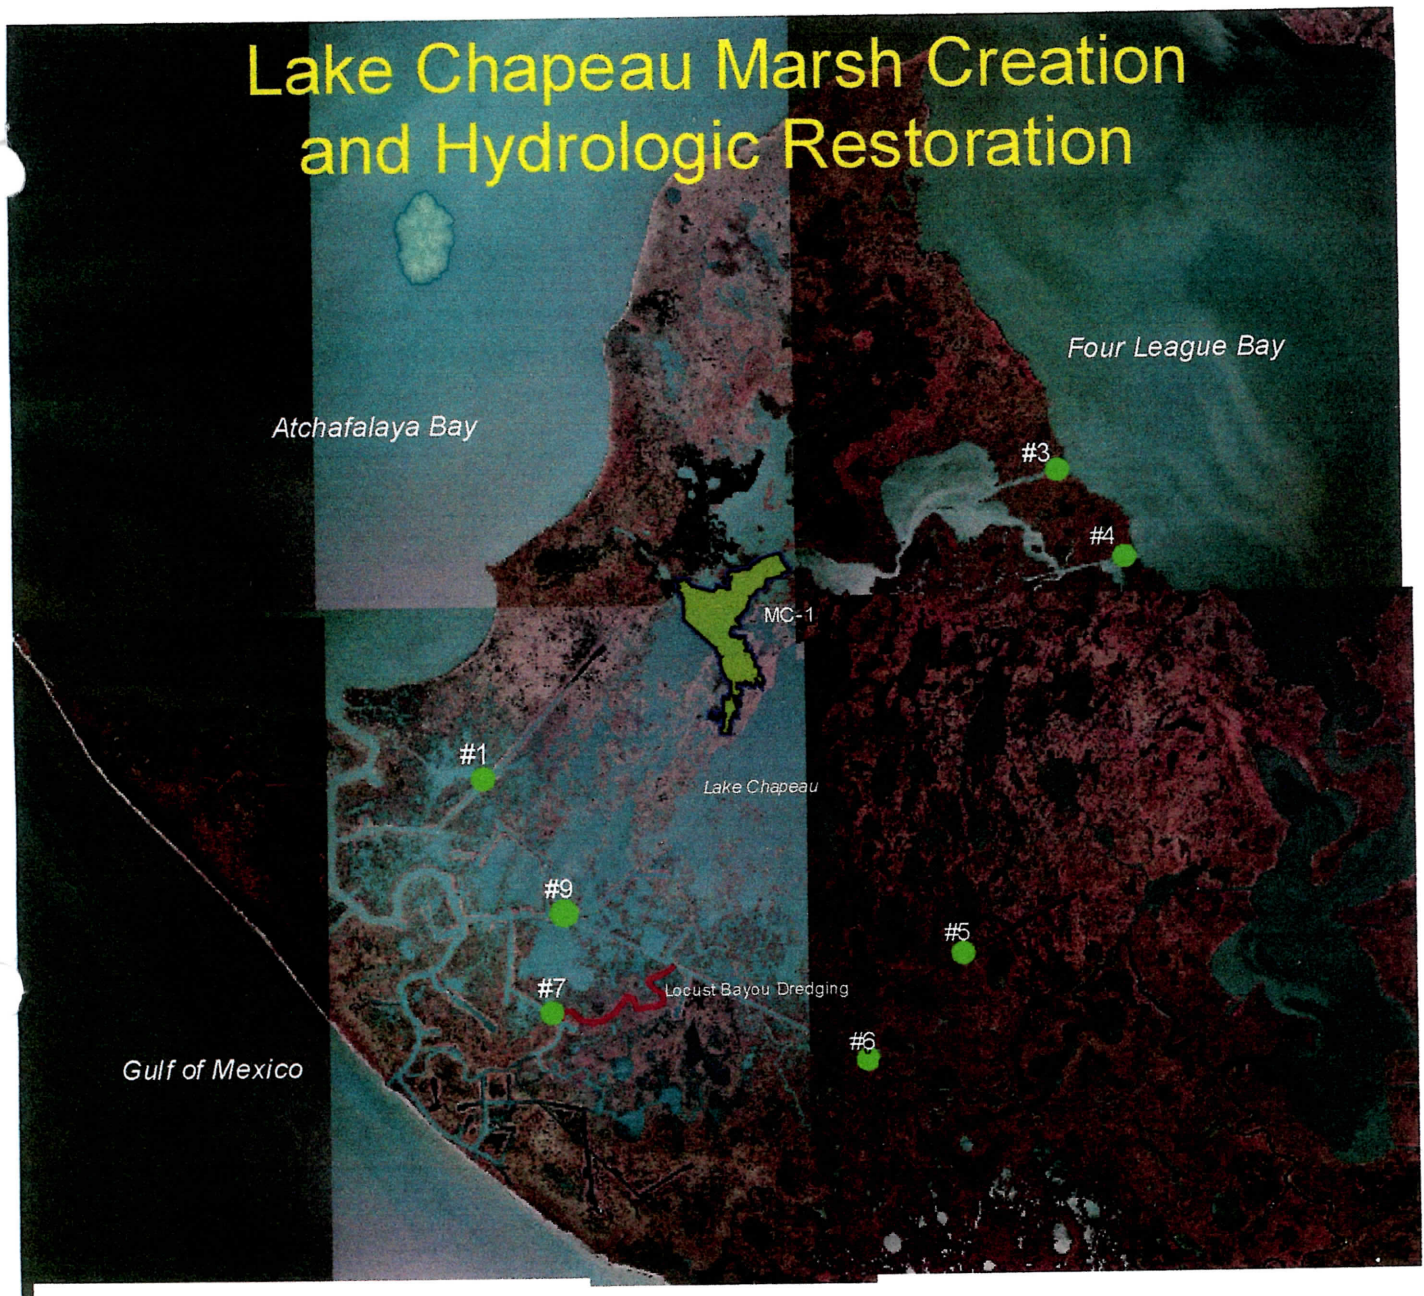 Lake Chapeau Marsh Creation
and Hydrologic Restoration
Four League Bay
Atchafalaya Bay
#3
#4
MC-1
#1
Lake Chapeau
#9
#5
#7
Locust Bayou Dredging
#6
Gulf of Mexico